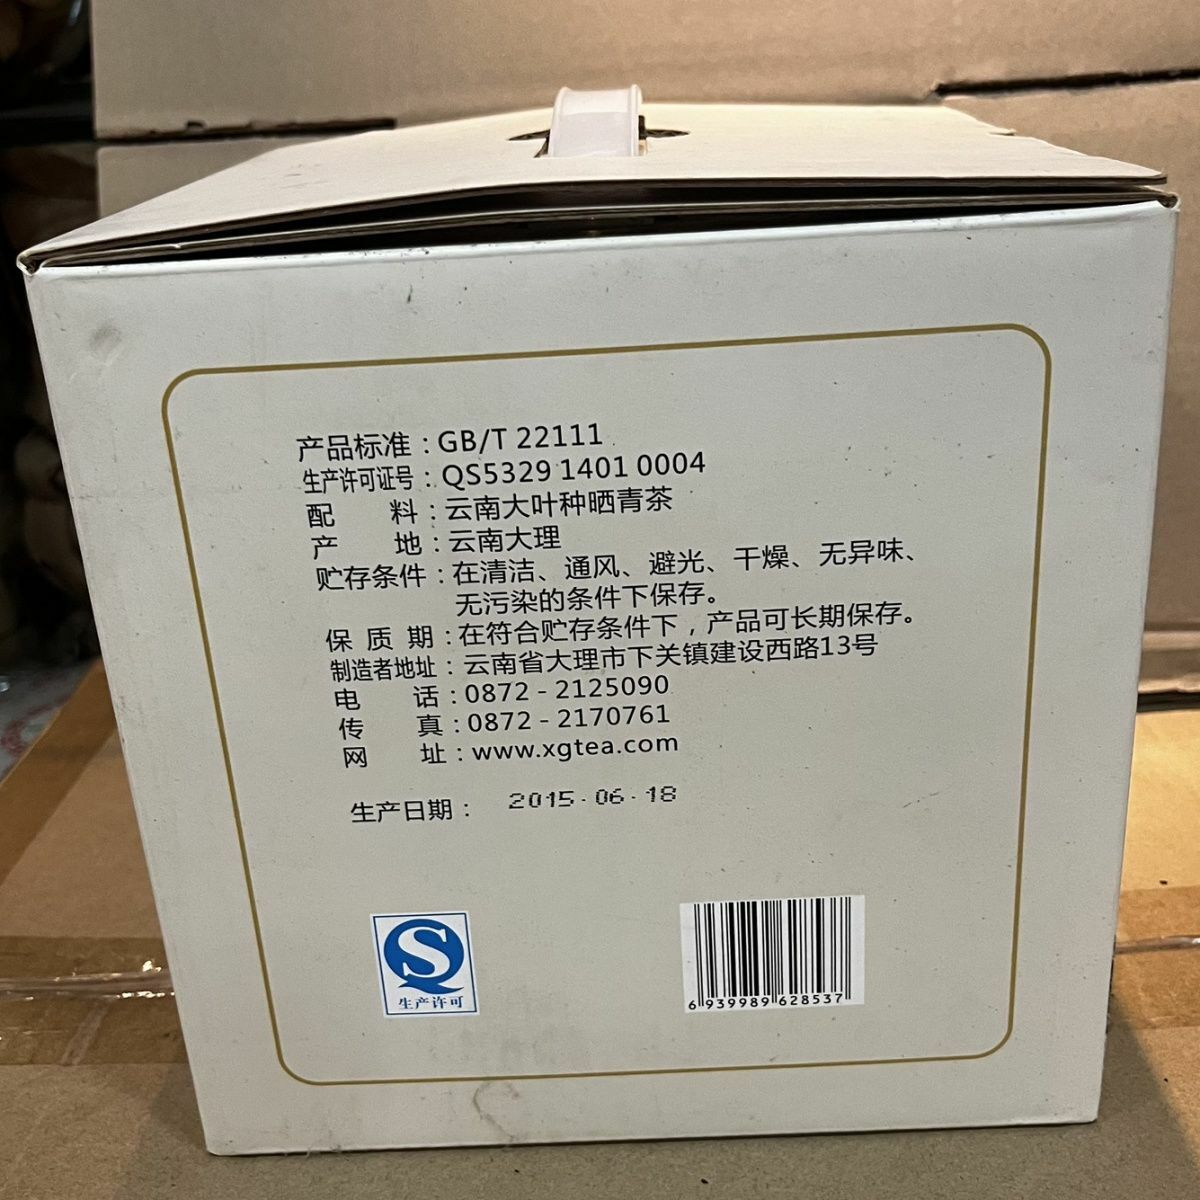 产品标准：GB/T 22111
生产许可证号：QS5329 1401 0004
配 料：云南大叶种晒青茶
产 地：云南大理
贮存条件：在清洁、通风、避光、干燥、无异味、
无污染的条件下保存。
保 质 期：在符合贮存条件下，产品可长期保存。
制造者地址：云南省大理市下关镇建设西路13号
电 话：0872 - 2125090
传 真：0872 - 2170761
网 址：www.xgtea.com
生产日期： 2015.06.18
S
生产许可
6 939989 628537